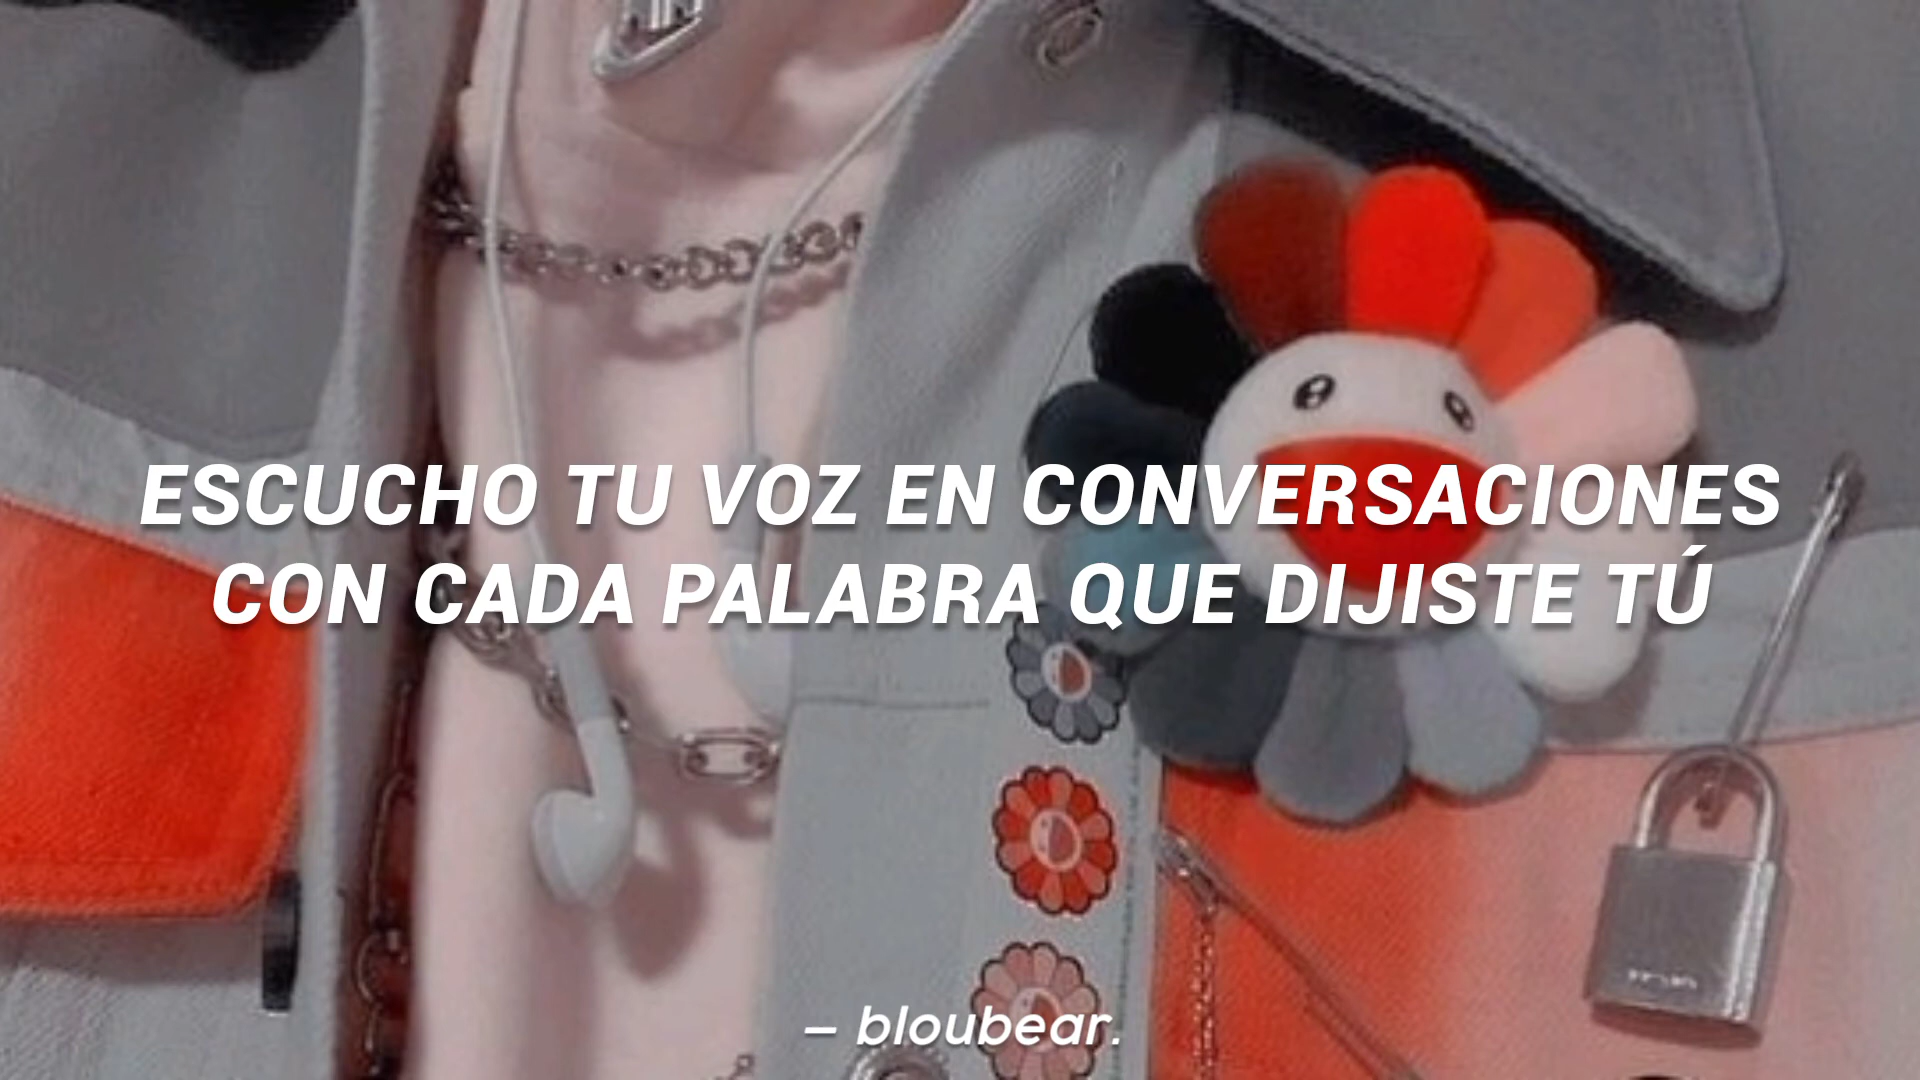 ESCUCHO TU VOZ EN CONVERSACIONES
CON CADA PALABRA QUE DIJISTE TÚ
– bloubear.